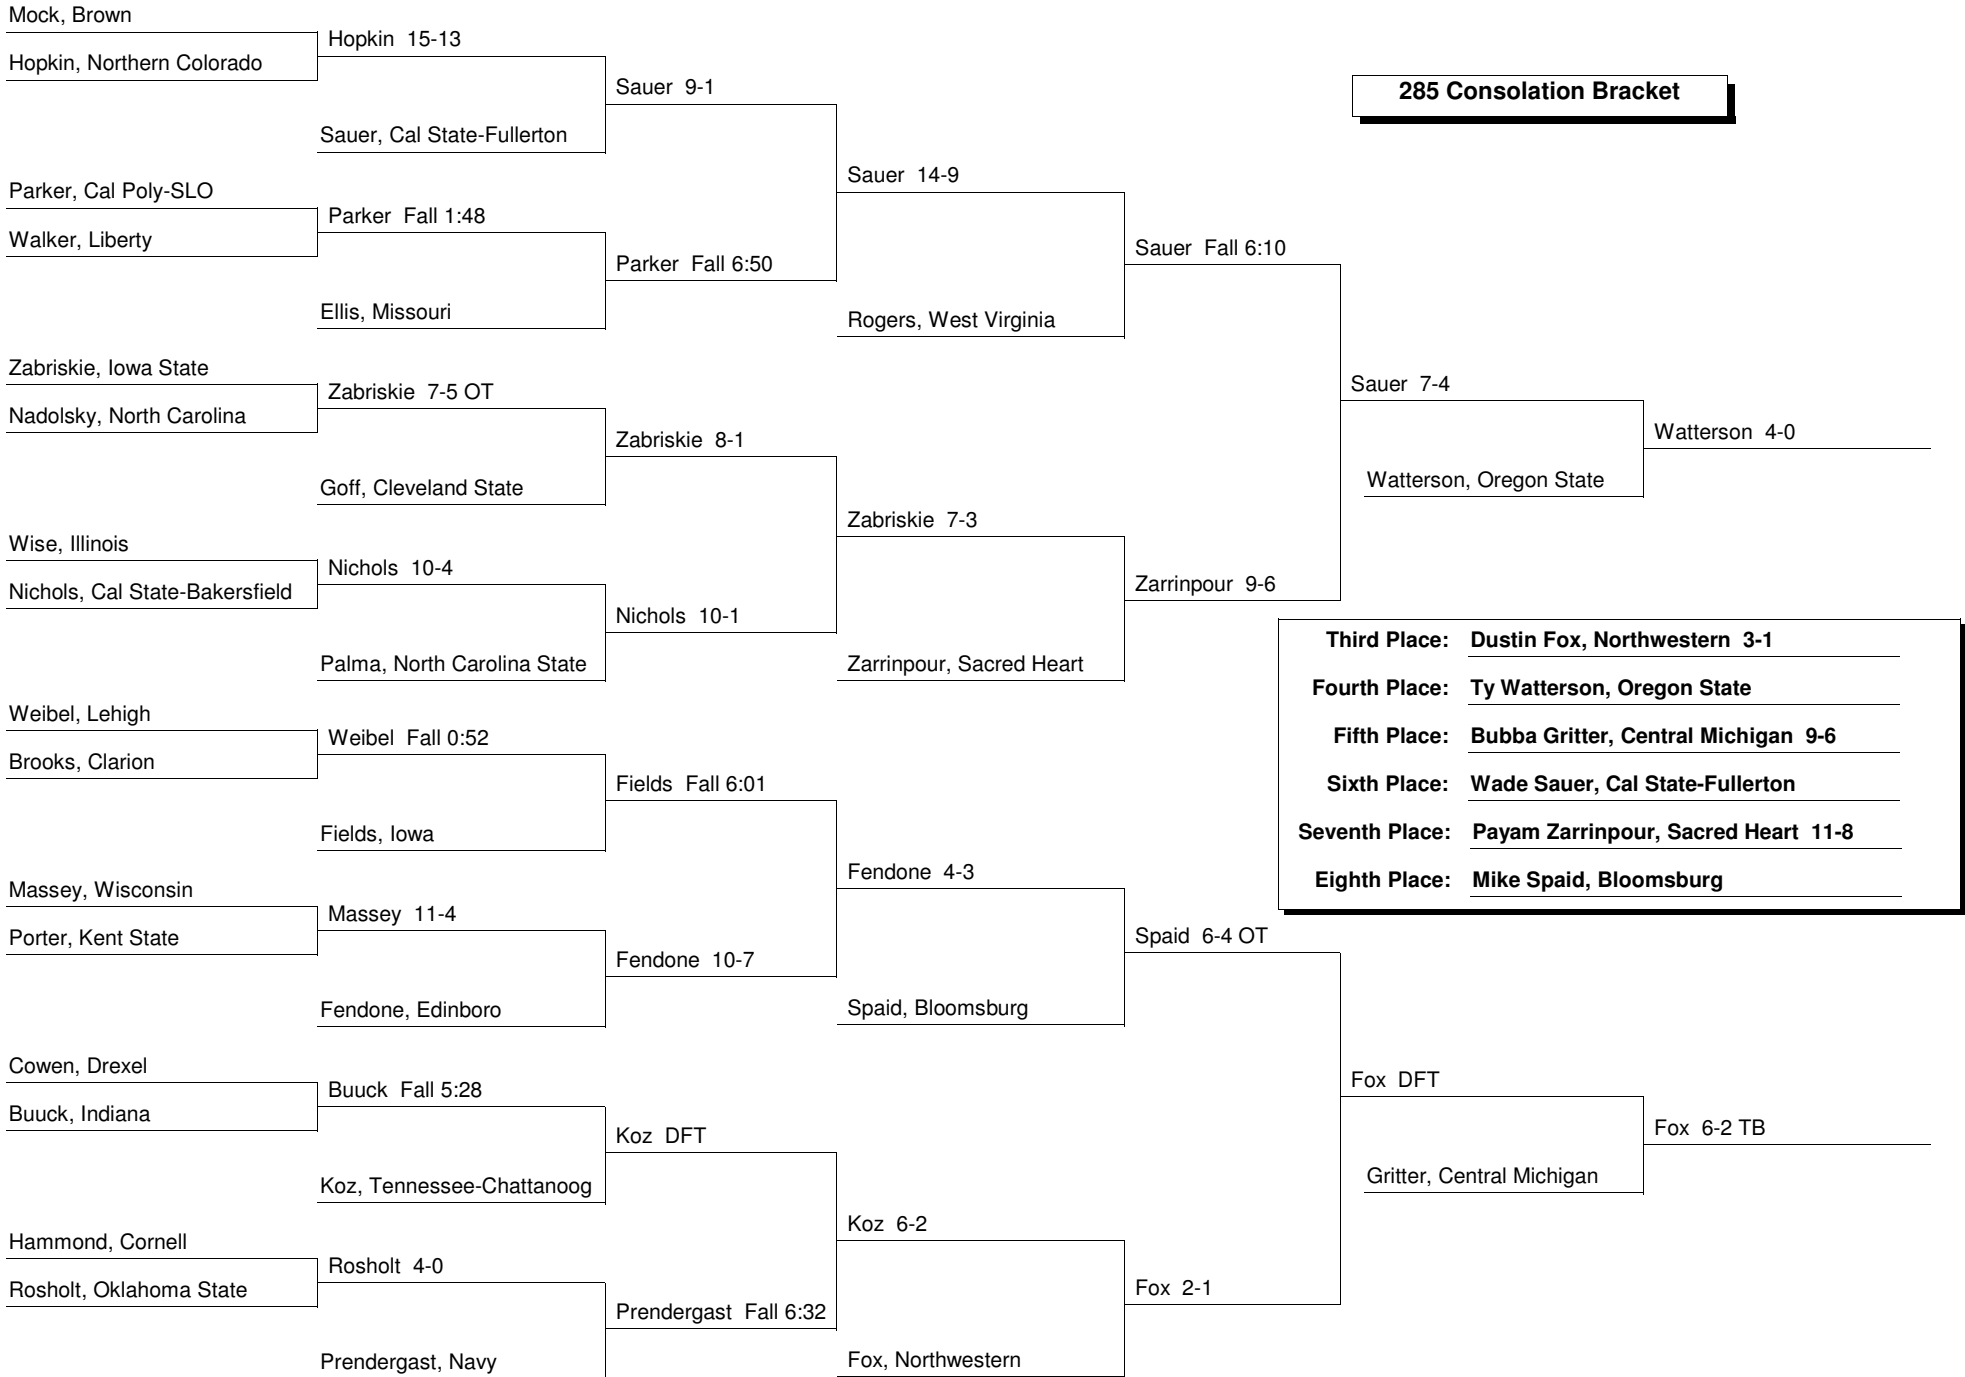 Mock, Brown
Hopkin 15-13
Hopkin, Northern Colorado
Sauer 9-1
285 Consolation Bracket
Sauer, Cal State-Fullerton
Sauer 14-9
Parker, Cal Poly-SLO
Parker Fall 1:48
Walker, Liberty
Sauer Fall 6:10
Parker Fall 6:50
Ellis, Missouri
Rogers, West Virginia
Zabriskie, Iowa State
Zabriskie 7-5 OT
Sauer 7-4
Nadolsky, North Carolina
Watterson 4-0
Zabriskie 8-1
Goff, Cleveland State
Watterson, Oregon State
Zabriskie 7-3
Wise, Illinois
Nichols 10-4
Nichols, Cal State-Bakersfield
Zarrinpour 9-6
Nichols 10-1
Palma, North Carolina State
Zarrinpour, Sacred Heart
Third Place: Dustin Fox, Northwestern 3-1
Fourth Place: Ty Watterson, Oregon State
Fifth Place: Bubba Gritter, Central Michigan 9-6
Sixth Place: Wade Sauer, Cal State-Fullerton
Seventh Place: Payam Zarrinpour, Sacred Heart 11-8
Eighth Place: Mike Spaid, Bloomsburg
Weibel, Lehigh
Weibel Fall 0:52
Brooks, Clarion
Fields Fall 6:01
Fields, Iowa
Fendone 4-3
Massey, Wisconsin
Massey 11-4
Porter, Kent State
Spaid 6-4 OT
Fendone 10-7
Fendone, Edinboro
Spaid, Bloomsburg
Cowen, Drexel
Buuck Fall 5:28
Fox DFT
Buuck, Indiana
Fox 6-2 TB
Koz DFT
Koz, Tennessee-Chattanoog
Gritter, Central Michigan
Koz 6-2
Hammond, Cornell
Rosholt 4-0
Rosholt, Oklahoma State
Fox 2-1
Prendergast Fall 6:32
Prendergast, Navy
Fox, Northwestern